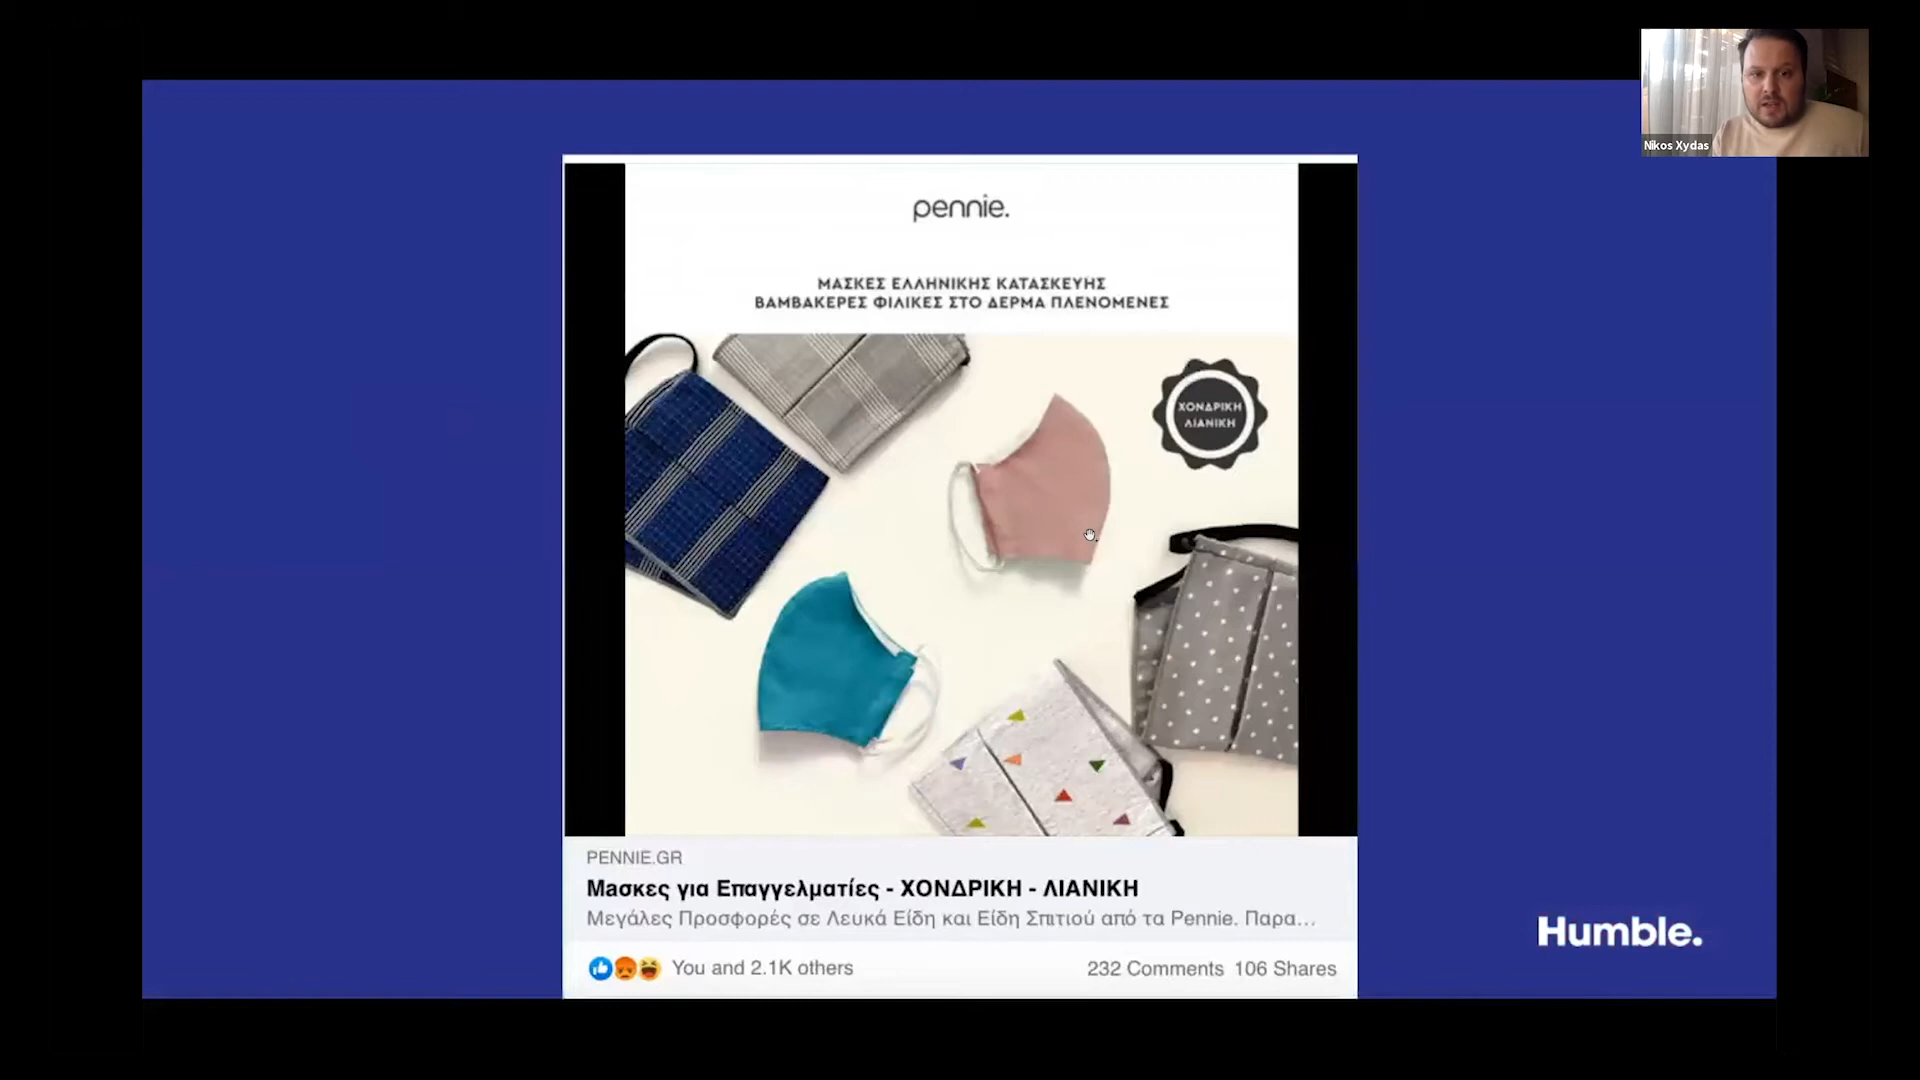 Nikos Xydas
pennie.
ΜΑΣΚΕΣ ΕΛΛΗΝΙΚΗΣ ΚΑΤΑΣΚΕΥΗΣ
ΒΑΜΒΑΚΕΡΕΣ ΦΙΛΙΚΕΣ ΣΤΟ ΔΕΡΜΑ ΠΛΕΝΟΜΕΝΕΣ
ΧΟΝΔΡΙΚΗ
ΛΙΑΝΙΚΗ
PENNIE.GR
Μασκες για Επαγγελματίες - ΧΟΝΔΡΙΚΗ - ΛΙΑΝΙΚΗ
Μεγάλες Προσφορές σε Λευκά Είδη και Είδη Σπιτιού από τα Pennie. Παρα...
You and 2.1K others
232 Comments 106 Shares
Humble.